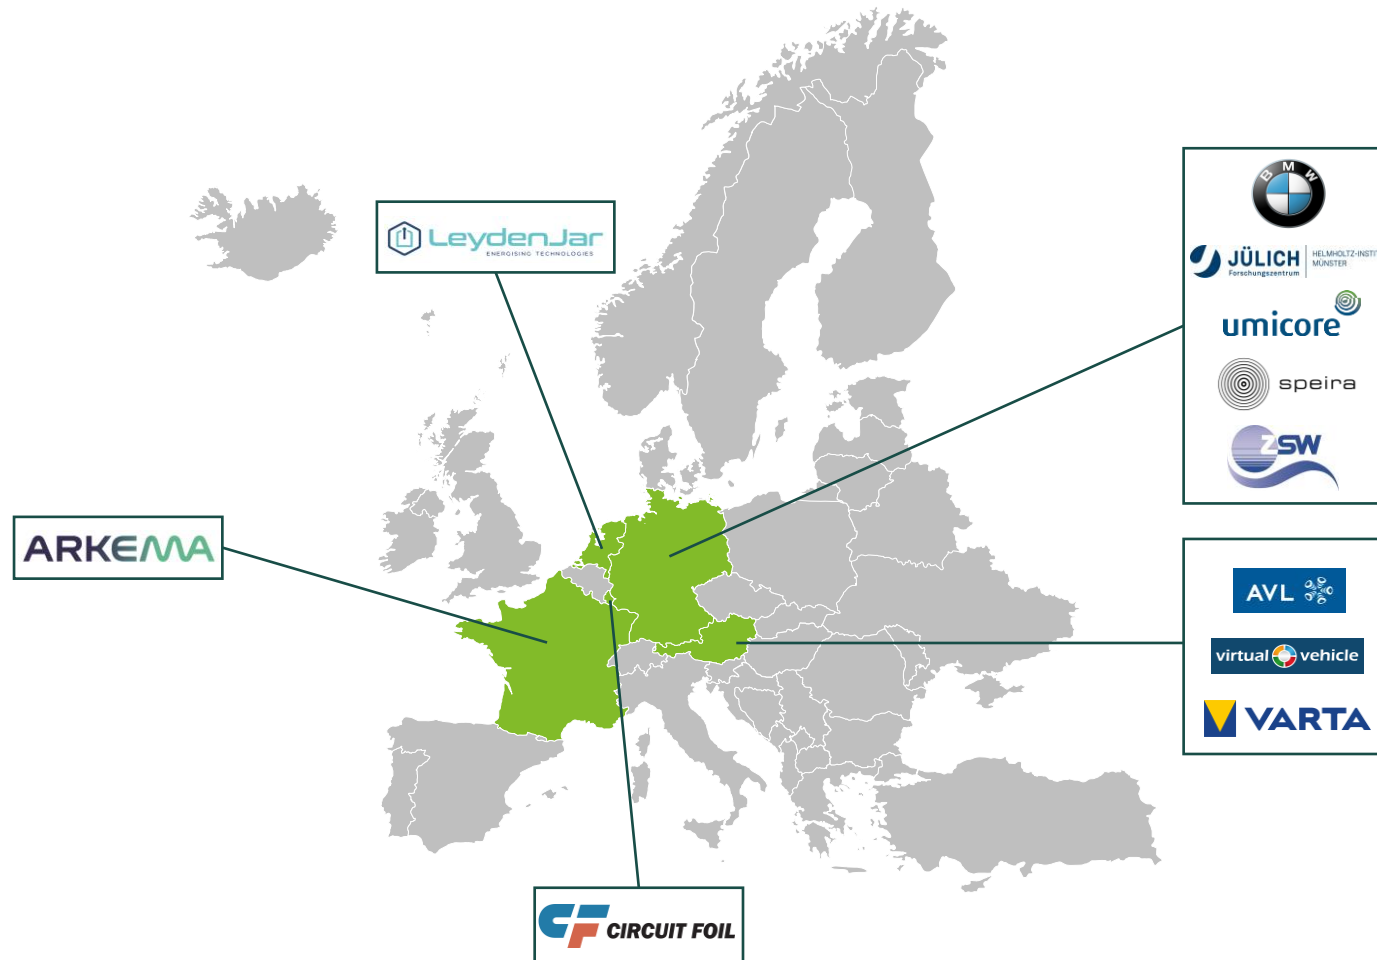 LeydenJar
ENERGISING TECHNOLOGIES
ARKEMA
CIRCUIT FOIL
BMW
JÜLICH
Forschungszentrum
HELMHOLTZ-INSTI
MÜNSTER
umicore
speira
ZSW
AVL
virtual vehicle
VARTA